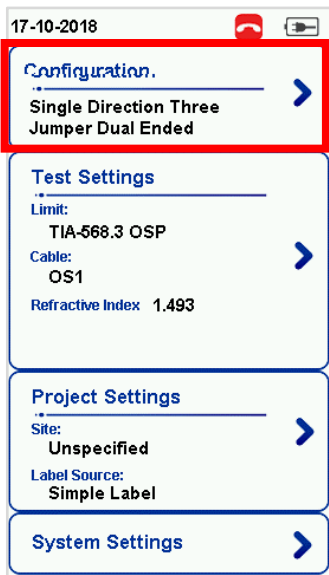 17-10-2018
Configuration.
Single Direction Three
Jumper Dual Ended
Test Settings
Limit:
TIA-568.3 OSP
Cable:
OS1
Refractive Index 1.493
Project Settings
Site:
Unspecified
Label Source:
Simple Label
System Settings